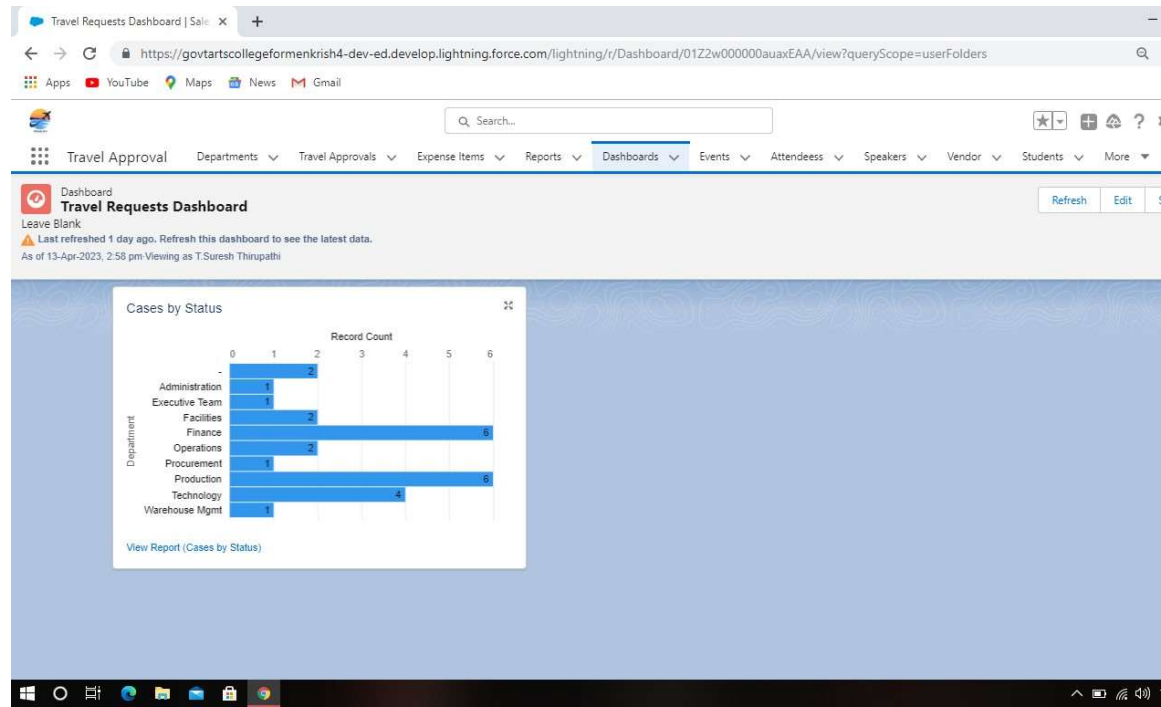 Travel Requests Dashboard | Sale
https://govtartscollegeformenkrish4-dev-ed.develop.lightning.force.com/lightning/r/Dashboard/01Z2w000000auaxEAA/view?queryScope=userFolders
Apps YouTube Maps News Gmail
Search...
Travel Approval Departments Travel Approvals Expense Items Reports Dashboards Events Attendeess Speakers Vendor Students More
Dashboard
Travel Requests Dashboard
Refresh Edit
Leave Blank
Last refreshed 1 day ago. Refresh this dashboard to see the latest data.
As of 13-Apr-2023, 2:58 pm·Viewing as T.Suresh Thirupathi
Cases by Status
Record Count
0 1 2 3 4 5 6
Department
- 2
Administration 1
Executive Team 1
Facilities 2
Finance 6
Operations 2
Procurement 1
Production 6
Technology 4
Warehouse Mgmt 1
View Report (Cases by Status)